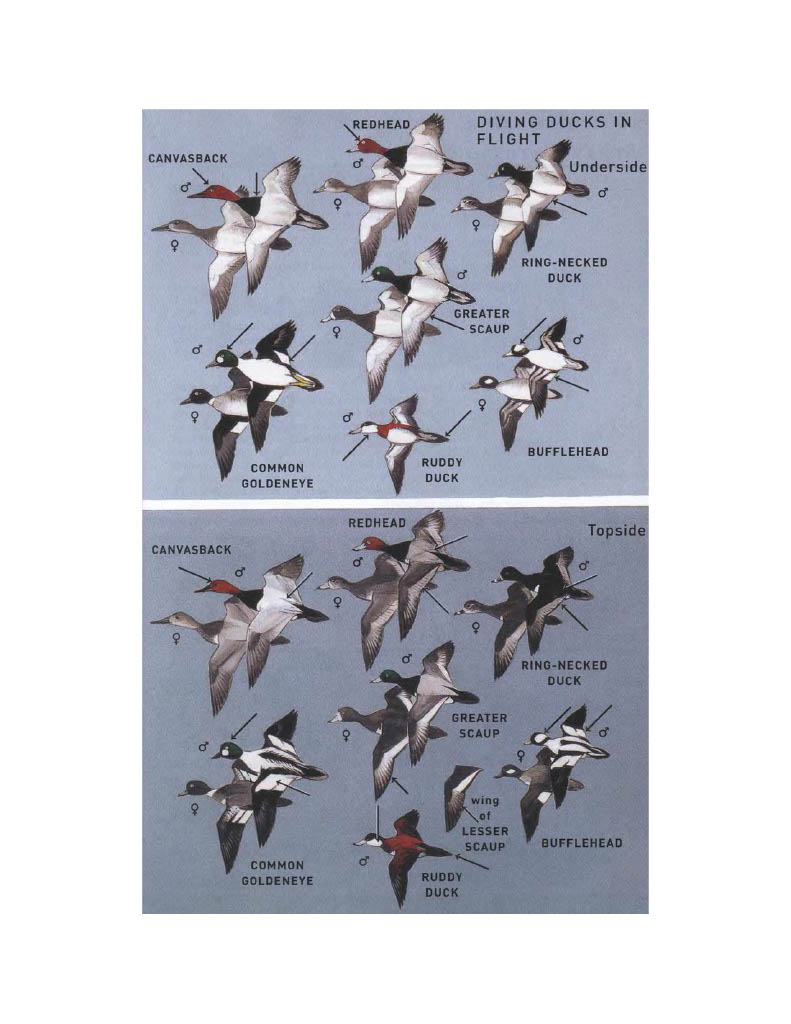 DIVING DUCKS IN
FLIGHT
REDHEAD
♂
♀
CANVASBACK
♂
♀
Underside
♂
♀
RING-NECKED
DUCK
♂
♀
GREATER
SCAUP
♂
♀
COMMON
GOLDENEYE
♂
RUDDY
DUCK
♂
♀
BUFFLEHEAD
Topside
REDHEAD
♂
♀
CANVASBACK
♂
♀
♂
♀
RING-NECKED
DUCK
♂
♀
GREATER
SCAUP
♂
♀
COMMON
GOLDENEYE
wing
of
LESSER
SCAUP
♂
RUDDY
DUCK
♀
♂
BUFFLEHEAD